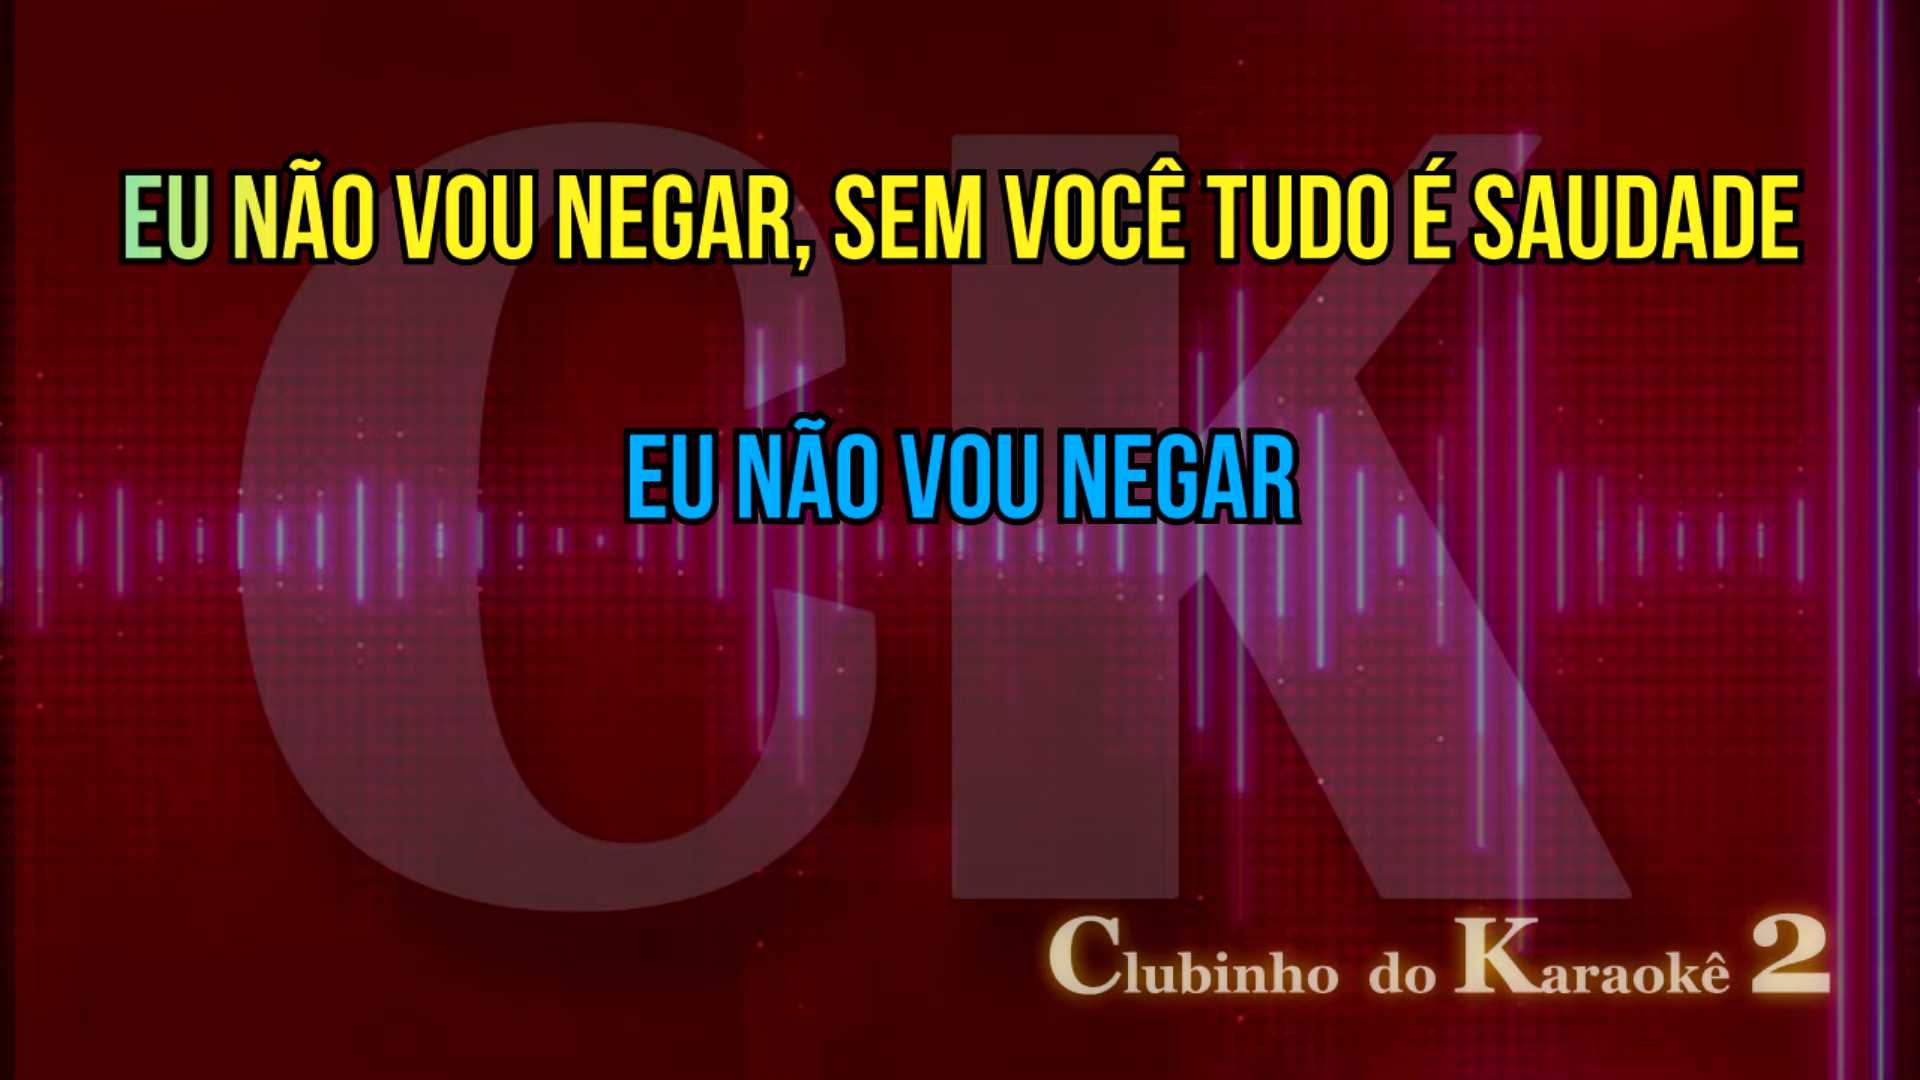 EU NÃO VOU NEGAR, SEM VOCÊ TUDO É SAUDADE
EU NÃO VOU NEGAR
CK
Clubinho do Karaokê 2